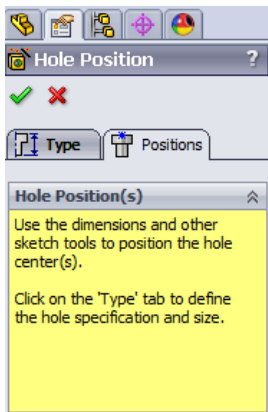 Hole Position ?
Type Positions
Hole Position(s)
Use the dimensions and other
sketch tools to position the hole
center(s).
Click on the 'Type' tab to define
the hole specification and size.